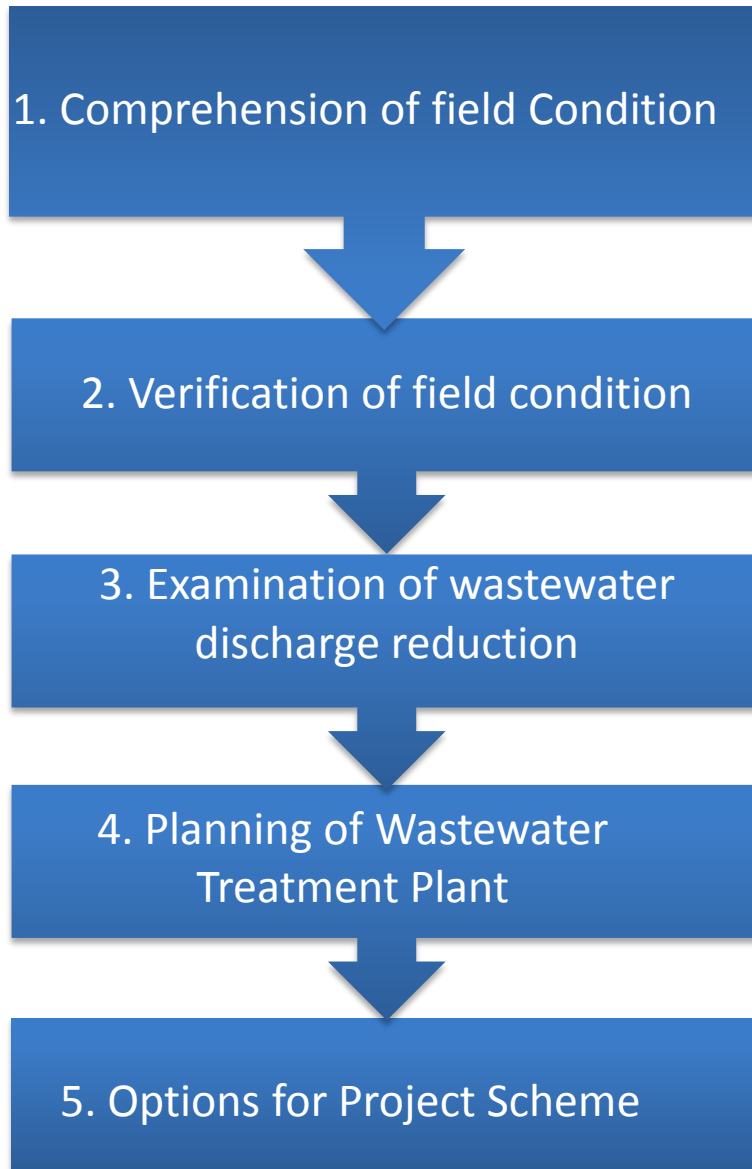 1. Comprehension of field Condition
2. Verification of field condition
3. Examination of wastewater
discharge reduction
4. Planning of Wastewater
Treatment Plant
5. Options for Project Scheme